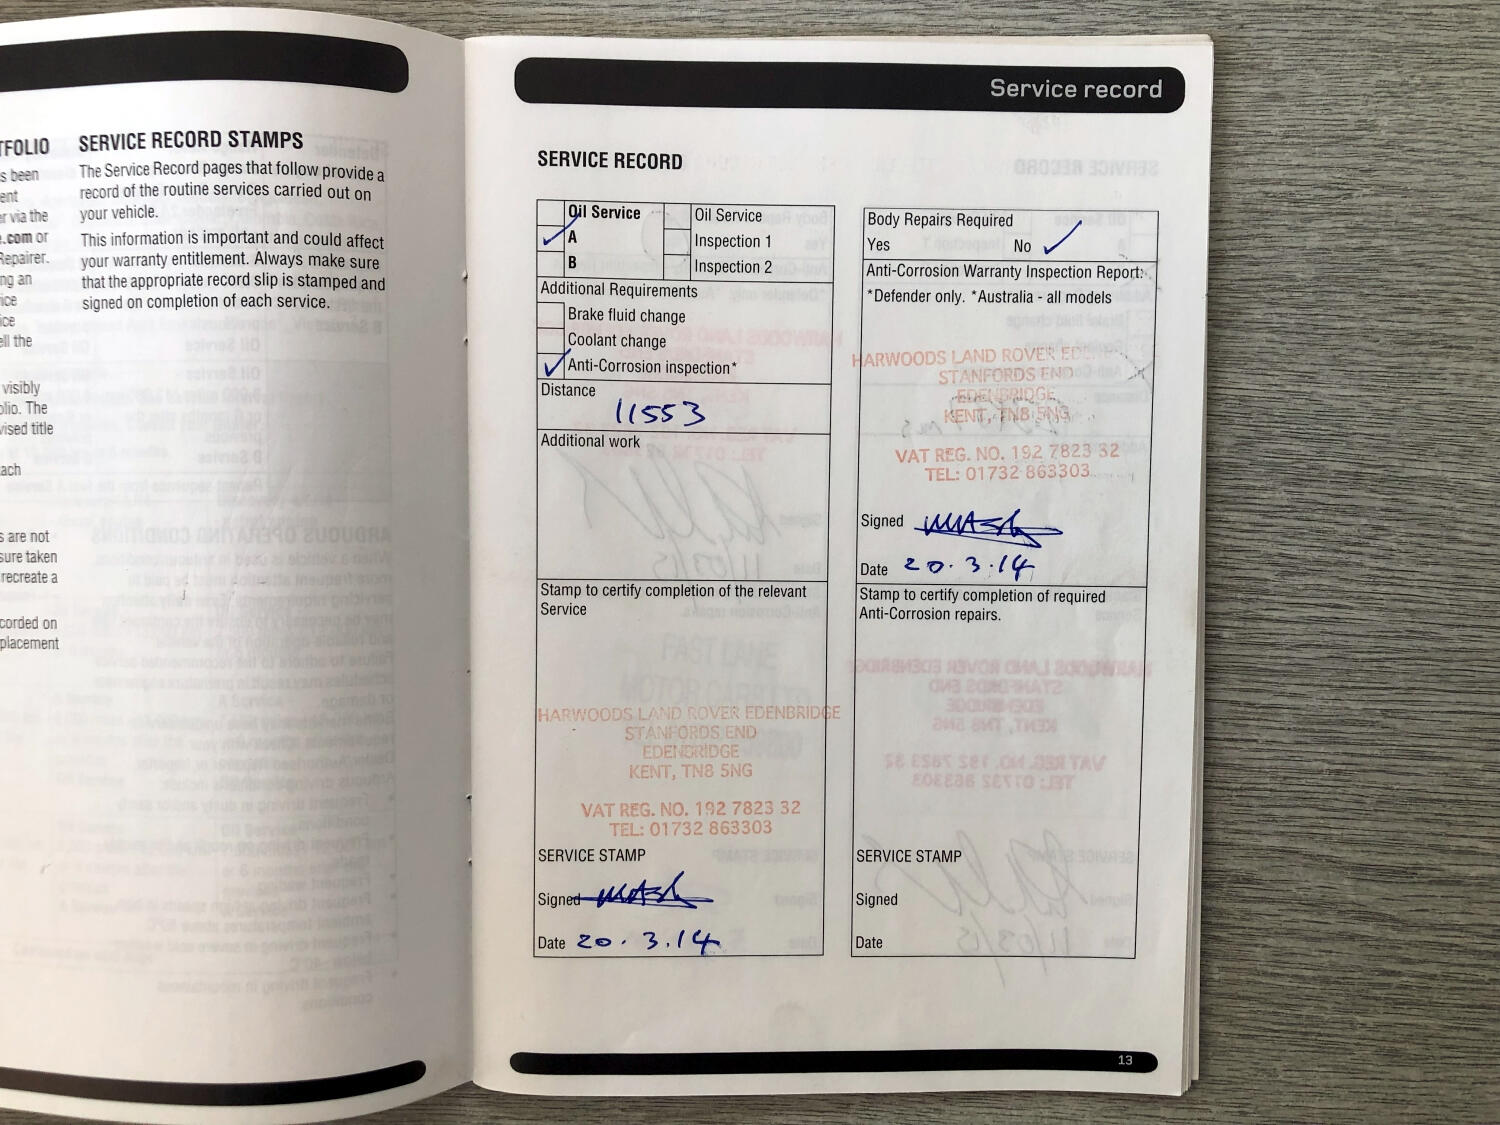 TFOLIO
s been
ent
er via the
e.com or
Repairer.
ng an
ice
ice
ell the
visibly
olio. The
vised title
ach
s are not
sure taken
recreate a
corded on
placement
SERVICE RECORD STAMPS
The Service Record pages that follow provide a
record of the routine services carried out on
your vehicle.
This information is important and could affect
your warranty entitlement. Always make sure
that the appropriate record slip is stamped and
signed on completion of each service.
Service record
SERVICE RECORD
Oil Service
A
B
Oil Service
Inspection 1
Inspection 2
Additional Requirements
Brake fluid change
Coolant change
Anti-Corrosion inspection*
Distance
11553
Additional work
Stamp to certify completion of the relevant
Service
HARWOODS LAND ROVER EDENBRIDGE
STANFORDS END
EDENBRIDGE
KENT, TN8 5NG
VAT REG. NO. 192 7823 32
TEL: 01732 863303
SERVICE STAMP
Signed
Date 20.3.14
Body Repairs Required
Yes No
Anti-Corrosion Warranty Inspection Report:
*Defender only. *Australia - all models
HARWOODS LAND ROVER
STANFORDS END
EDENBRIDGE
KENT, TN8 5NG
VAT REG. NO. 192 7823 32
TEL: 01732 863303
Signed
Date 20.3.14
Stamp to certify completion of required
Anti-Corrosion repairs.
SERVICE STAMP
Signed
Date
13